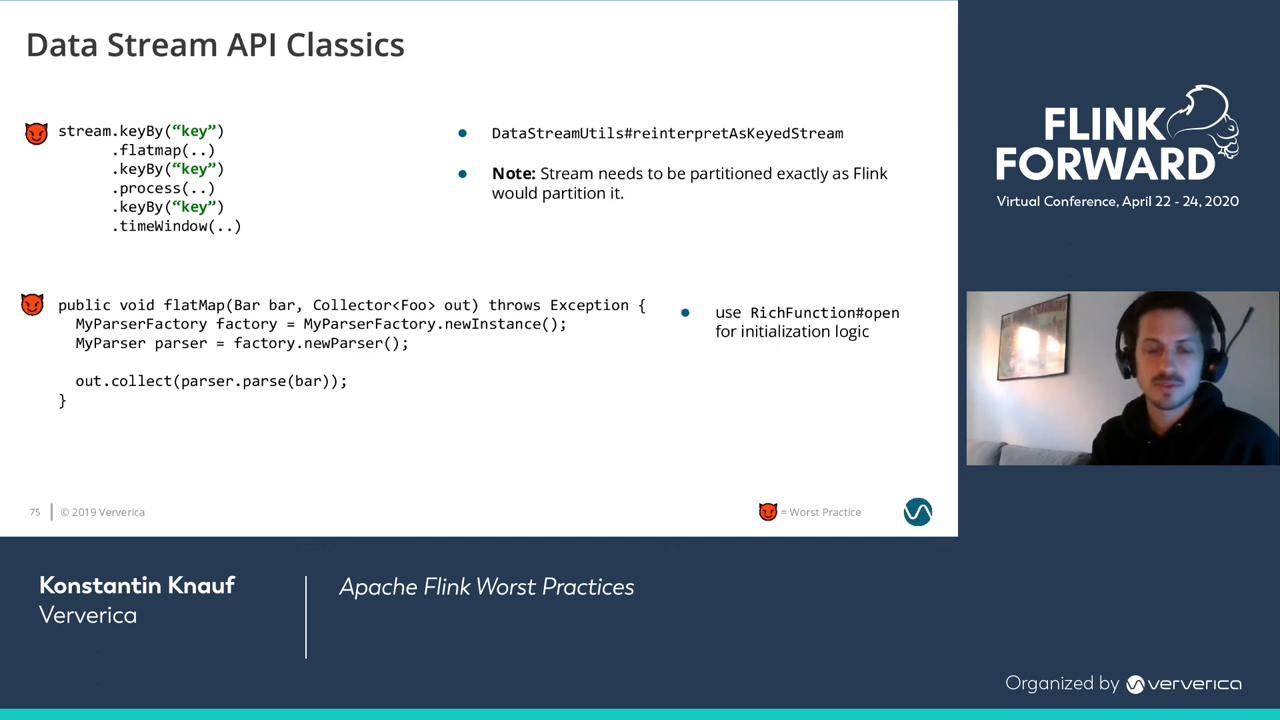 Data Stream API Classics
stream.keyBy(“key”)
.flatmap(..)
.keyBy(“key”)
.process(..)
.keyBy(“key”)
.timeWindow(..)
DataStreamUtils#reinterpretAsKeyedStream
Note: Stream needs to be partitioned exactly as Flink
would partition it.
public void flatMap(Bar bar, Collector<Foo> out) throws Exception {
MyParserFactory factory = MyParserFactory.newInstance();
MyParser parser = factory.newParser();
out.collect(parser.parse(bar));
}
use RichFunction#open
for initialization logic
75
© 2019 Ververica
= Worst Practice
FLINK
FORWARD
Virtual Conference, April 22 - 24, 2020
Konstantin Knauf
Ververica
Apache Flink Worst Practices
Organized by ververica